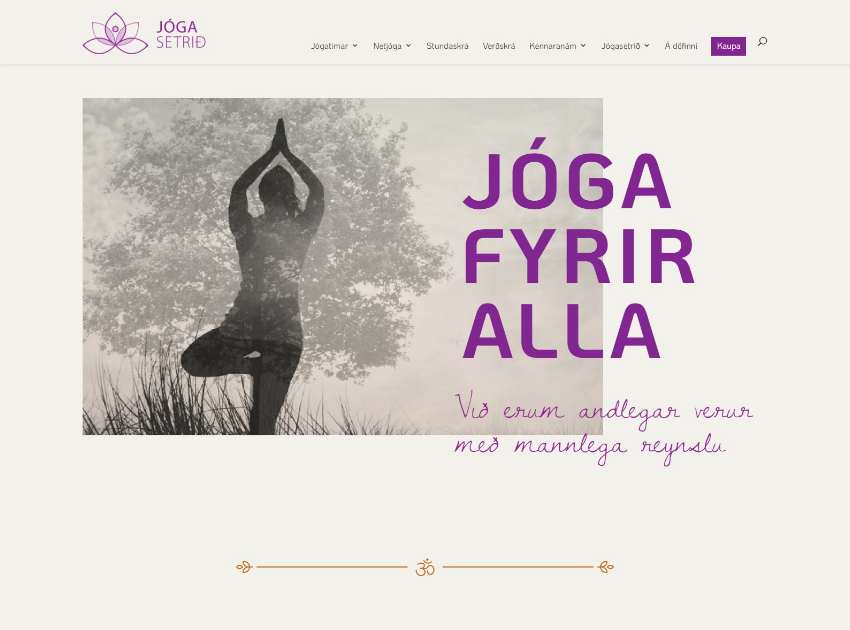 JÓGA
SETRIÐ
Jógatímar
Netjóga
Stundaskrá
Verðskrá
Kennaranám
Jógasetrið
Á döfinni
Kaupa
JÓGA
FYRIR
ALLA
Við erum andlegar verur
með mannlega reynslu
ॐ